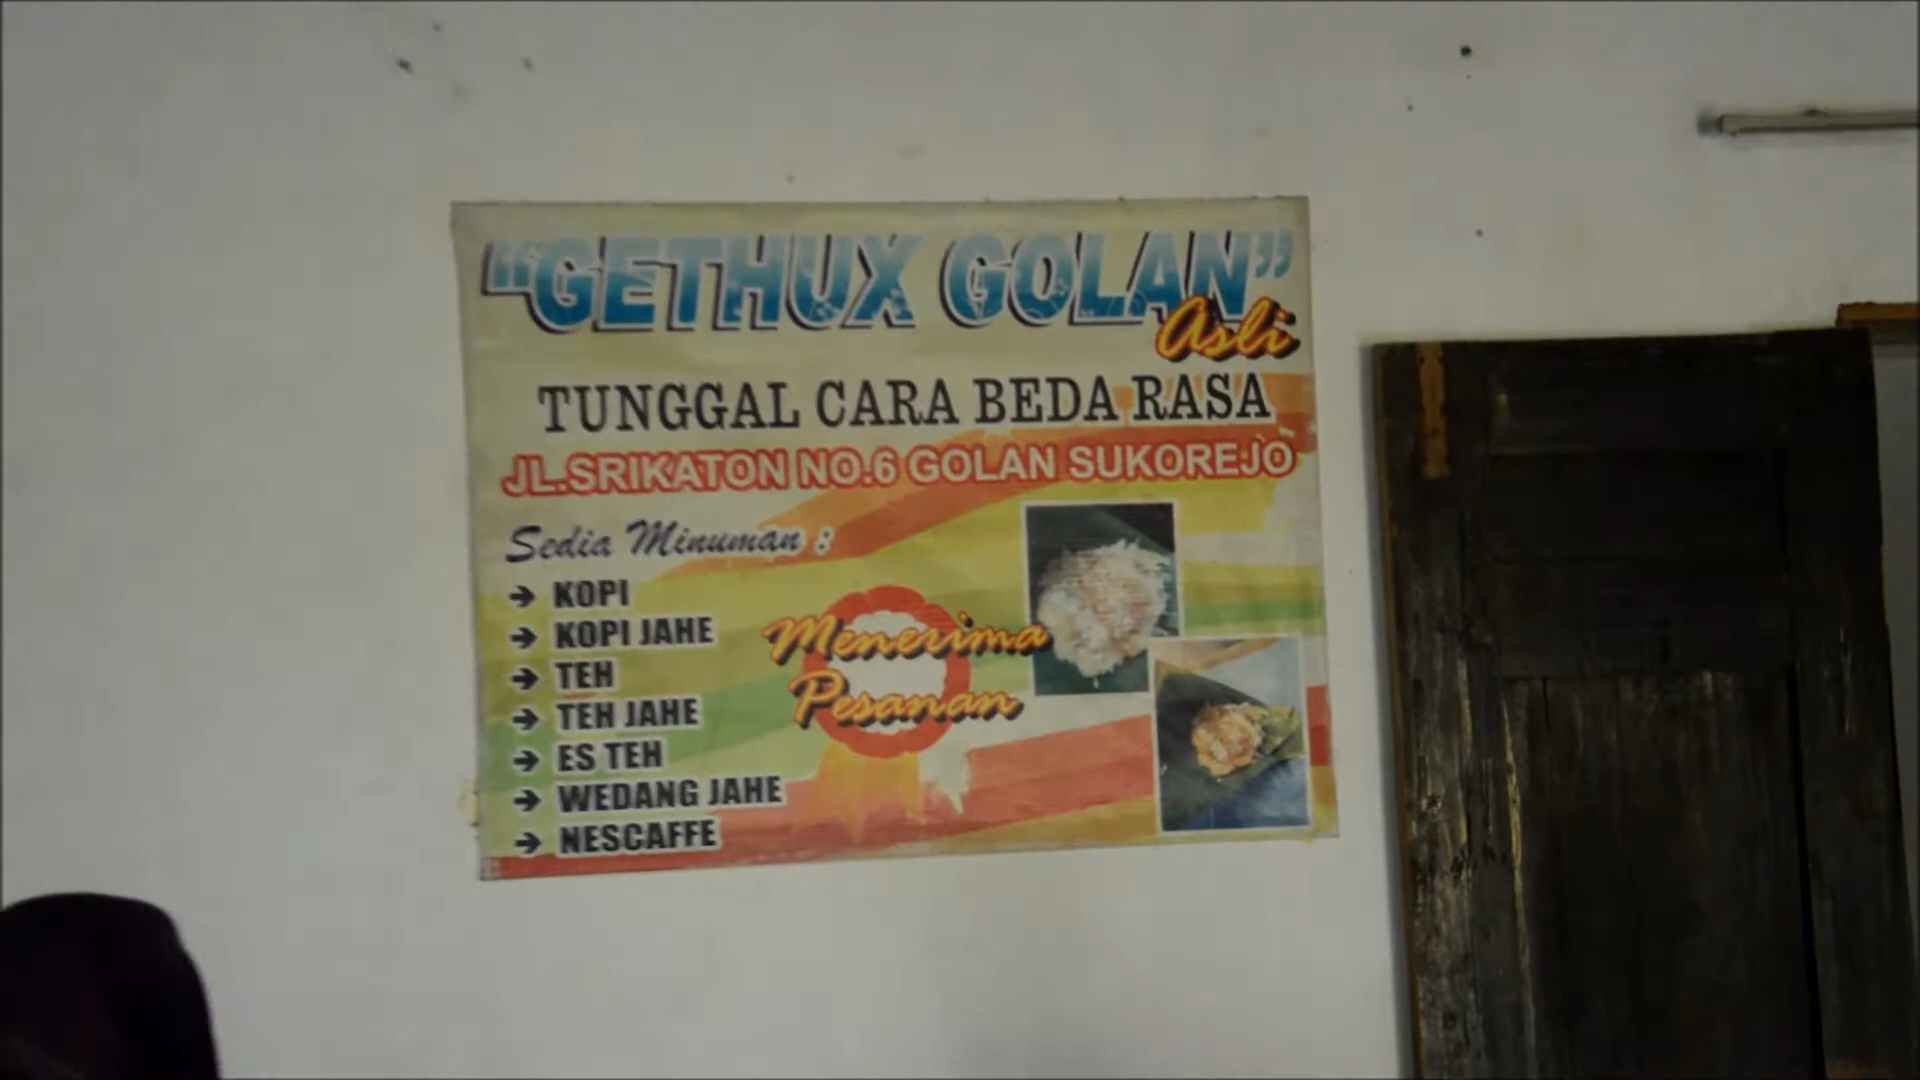 "GETHUX GOLAN"
Asli
TUNGGAL CARA BEDA RASA
JL.SRIKATON NO.6 GOLAN SUKOREJO
Sedia Minuman :
→ KOPI
→ KOPI JAHE
→ TEH
→ TEH JAHE
→ ES TEH
→ WEDANG JAHE
→ NESCAFFE
Menerima
Pesanan